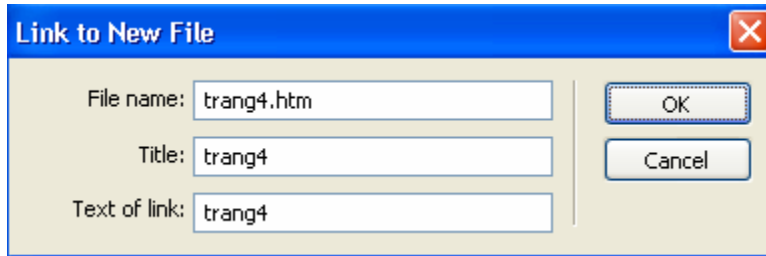 Link to New File
File name: trang4.htm
OK
Title: trang4
Cancel
Text of link: trang4